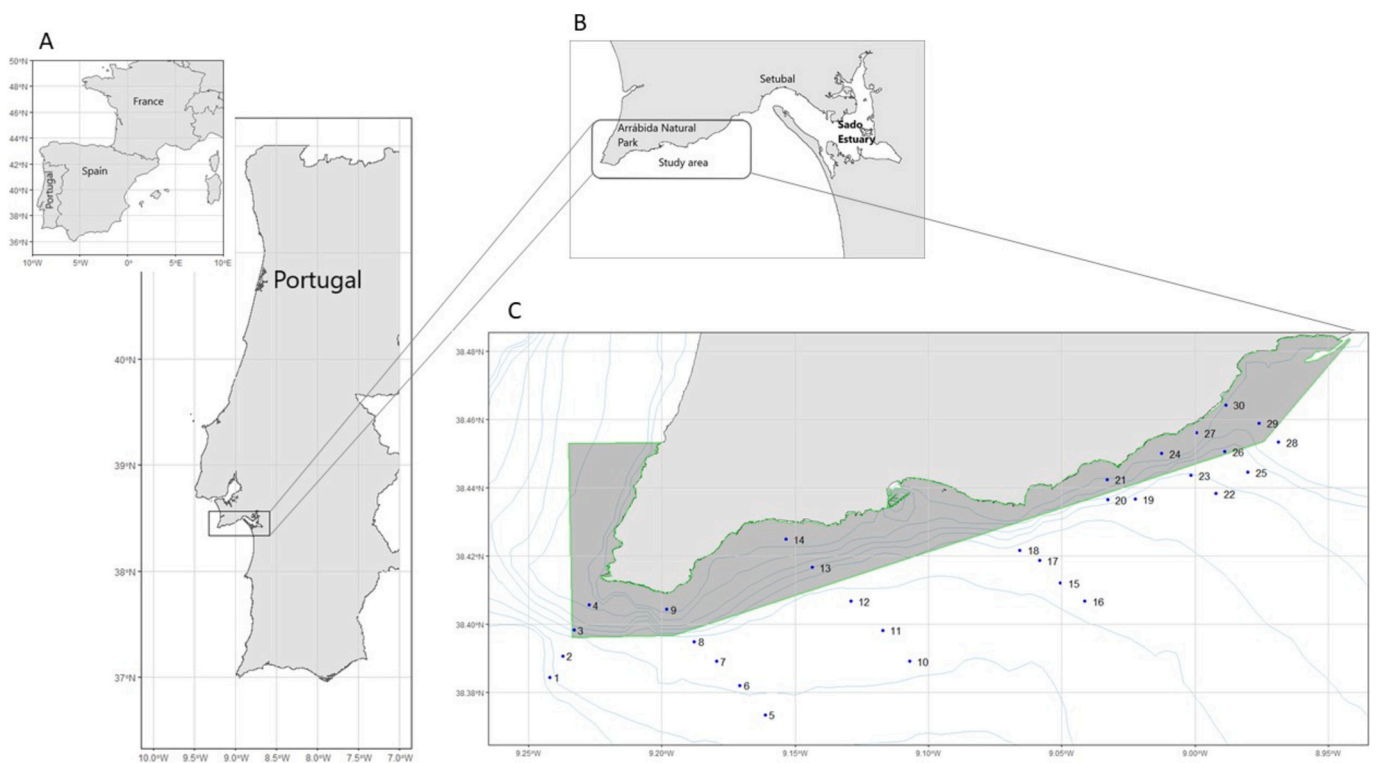 A
50°N
48°N
46°N
44°N
42°N
40°N
38°N
36°N
10°W
5°W
0°
5°E
10°E
France
Spain
Portugal
Portugal
40°N
39°N
38°N
37°N
10.0°W
9.5°W
9.0°W
8.5°W
8.0°W
7.5°W
7.0°W
B
Setubal
Arrábida Natural
Park
Study area
Sado
Estuary
C
38.48°N
38.46°N
38.44°N
38.42°N
38.40°N
38.38°N
9.25°W
9.20°W
9.15°W
9.10°W
9.05°W
9.00°W
8.95°W
1
2
3
4
5
6
7
8
9
10
11
12
13
14
15
16
17
18
19
20
21
22
23
24
25
26
27
28
29
30